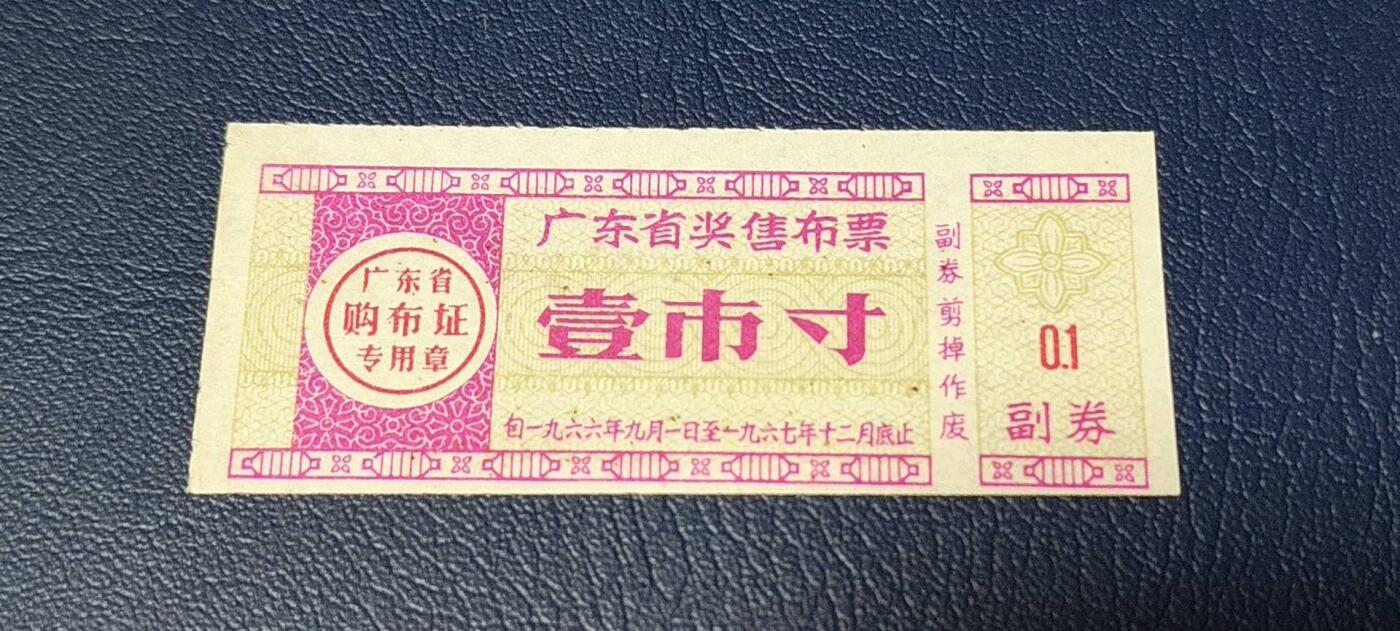 广东省奖售布票
广东省
购布证
专用章
壹市寸
自一九六六年九月一日至一九六七年十二月底止
副券剪掉作废
0.1
副券